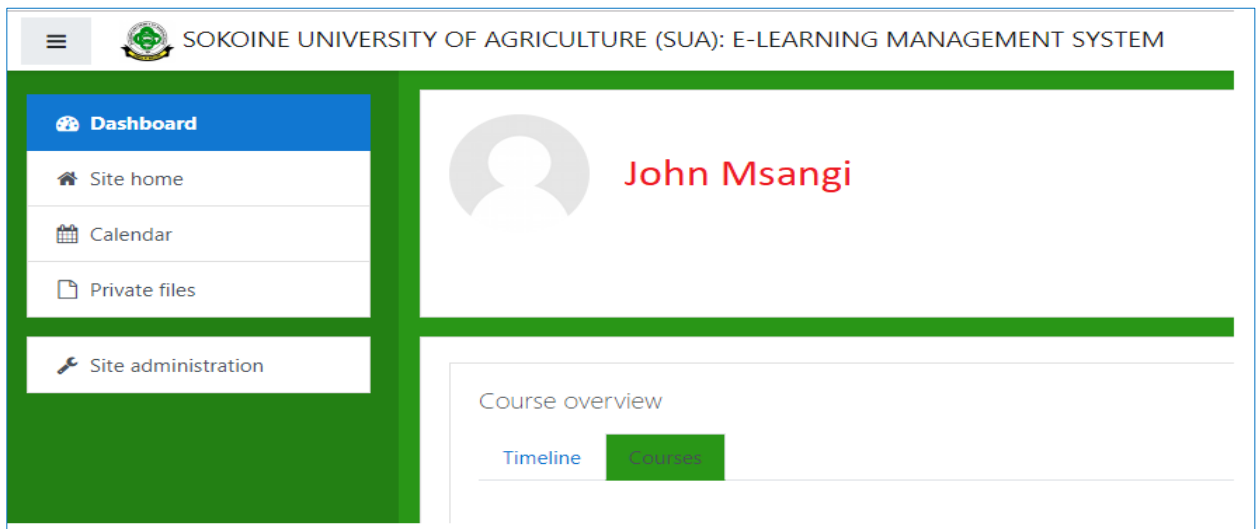 SOKOINE UNIVERSITY OF AGRICULTURE (SUA): E-LEARNING MANAGEMENT SYSTEM
Dashboard
Site home
Calendar
Private files
Site administration
John Msangi
Course overview
Timeline Courses